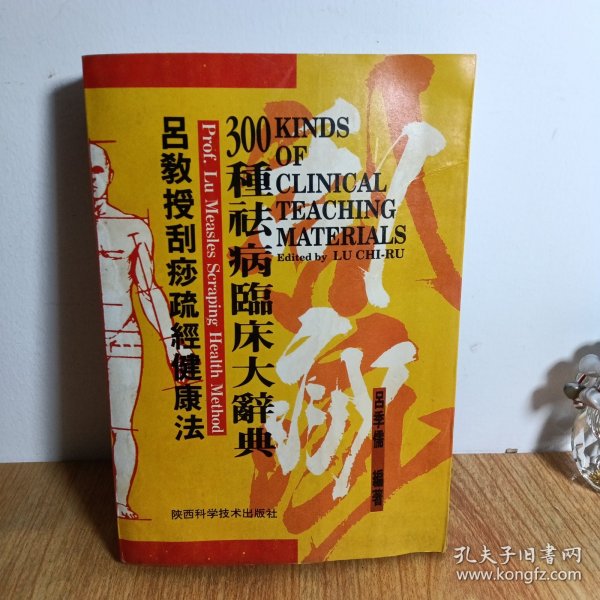 KINDS
OF
CLINICAL
TEACHING
MATERIALS
Edited by LU CHI-RU
300種祛病臨床大辭典
Prof. Lu Measles Scraping Health Method
呂教授刮痧疏經健康法
刮痧
呂季儒 編著
陕西科学技术出版社
孔夫子旧书网
www.kongfz.com